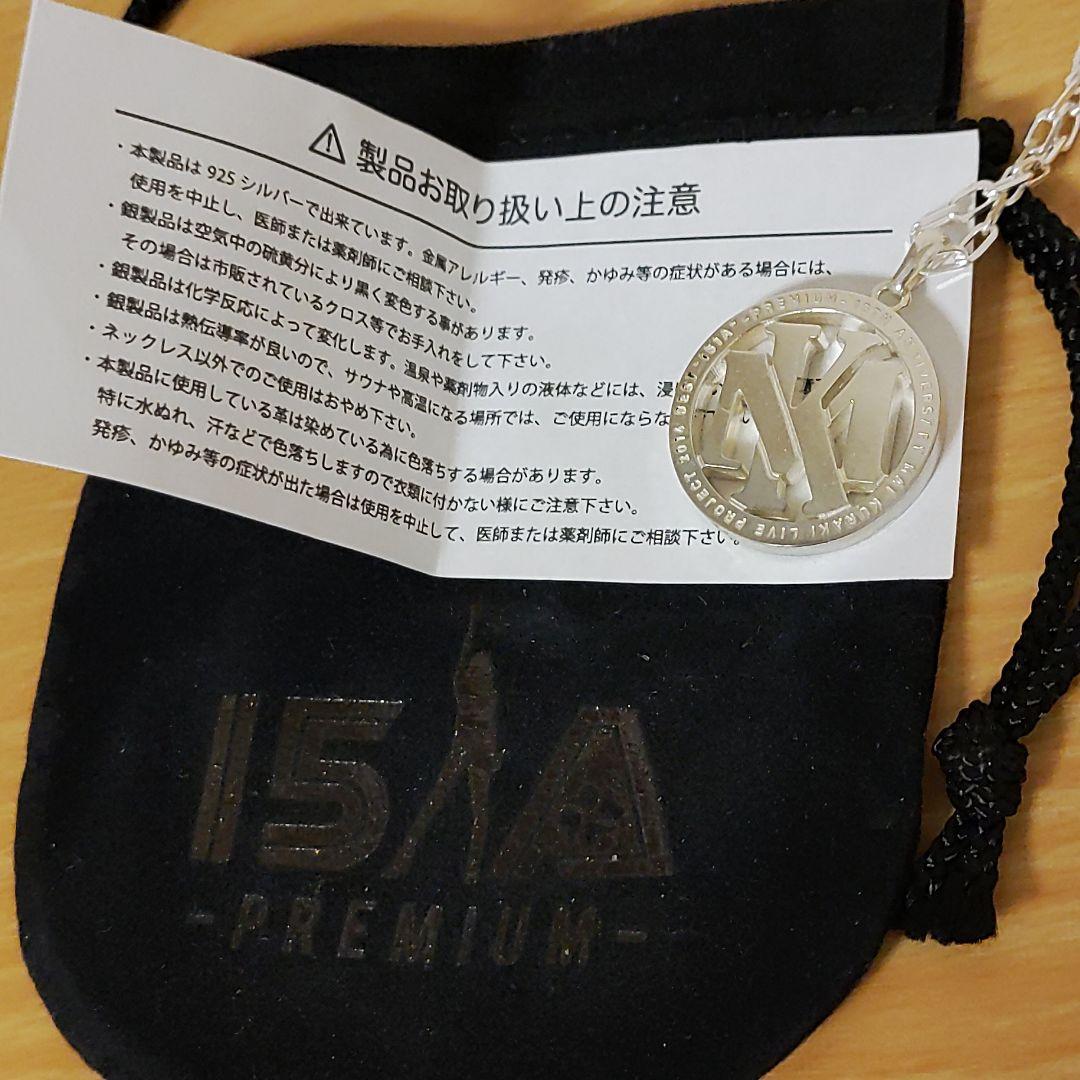 製品お取り扱い上の注意
・本製品は 925 シルバーで出来ています。金属アレルギー、発疹、かゆみ等の症状がある場合には、
使用を中止し、医師または薬剤師にご相談下さい。
・銀製品は空気中の硫黄分により黒く変色する事があります。
その場合は市販されているクロス等でお手入れをして下さい。
・銀製品は化学反応によって変化します。温泉や薬剤物入りの液体などには、浸
・銀製品は熱伝導率が良いので、サウナや高温になる場所では、ご使用にならな
・ネックレス以外でのご使用はおやめ下さい。
・本製品に使用している革は染めている為に色落ちする場合があります。
特に水ぬれ、汗などで色落ちしますので衣類に付かない様にご注意下さい。
発疹、かゆみ等の症状が出た場合は使用を中止して、医師または薬剤師にご相談下さい。
MAI KURAKI LIVE PROJECT 2014 BEST
-PREMIUM-
MK
15
-PREMIUM-